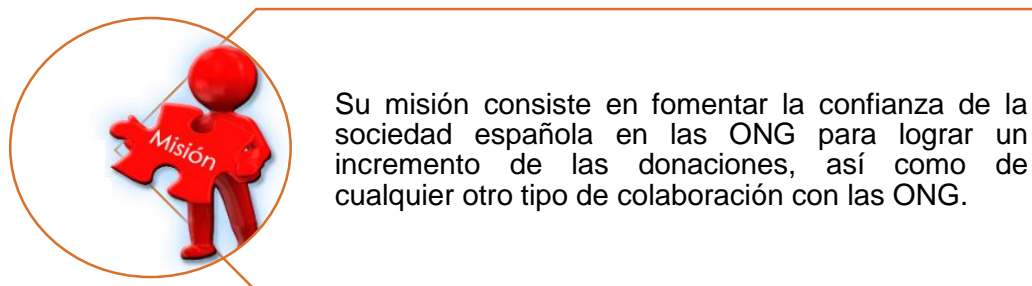 Misión
Su misión consiste en fomentar la confianza de la
sociedad española en las ONG para lograr un
incremento de las donaciones, así como de
cualquier otro tipo de colaboración con las ONG.